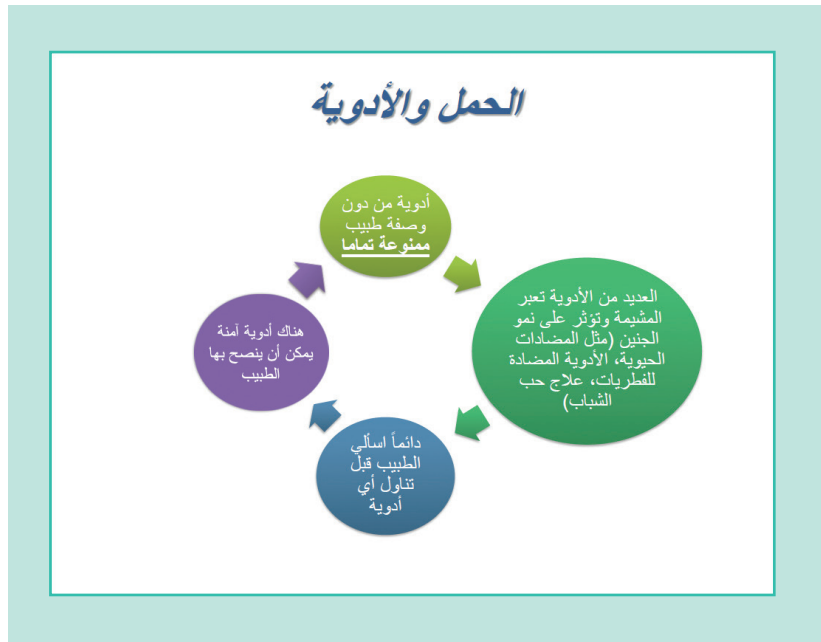 الحمل والأدوية
أدوية من دون
وصفة طبيب
ممنوعة تماما
العديد من الأدوية تعبر
المشيمة وتؤثر على نمو
الجنين (مثل المضادات
الحيوية، الأدوية المضادة
للفطريات، علاج حب
الشباب)
دائماً اسألي
الطبيب قبل
تناول أي
أدوية
هناك أدوية آمنة
يمكن أن ينصح بها
الطبيب